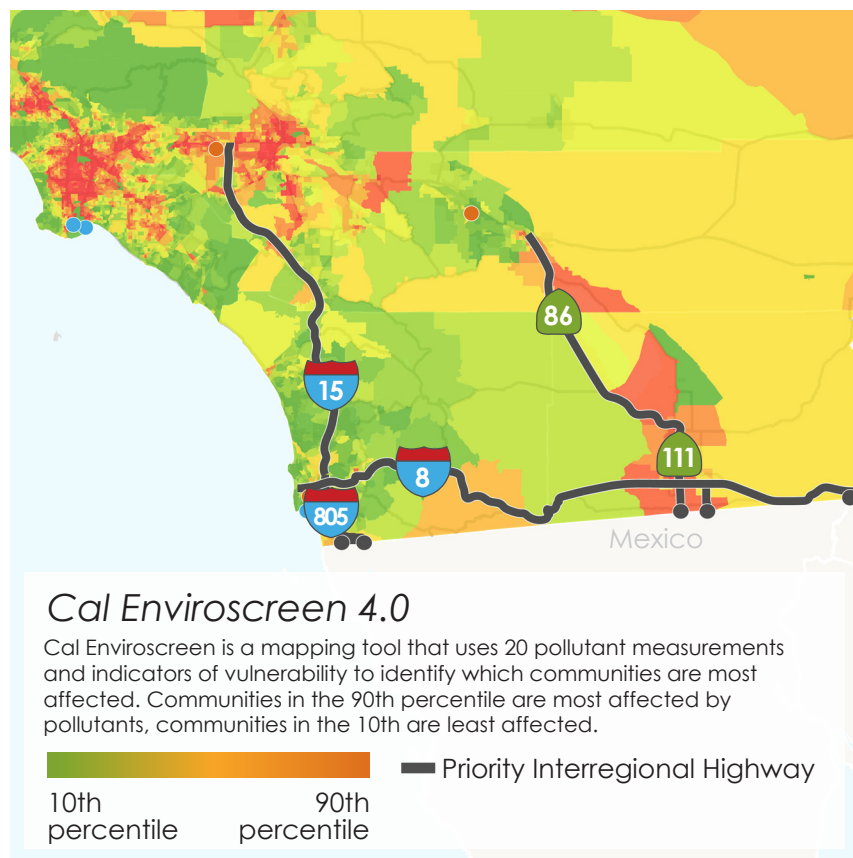 86
15
111
8
805
Mexico
Cal Enviroscreen 4.0
Cal Enviroscreen is a mapping tool that uses 20 pollutant measurements
and indicators of vulnerability to identify which communities are most
affected. Communities in the 90th percentile are most affected by
pollutants, communities in the 10th are least affected.
Priority Interregional Highway
10th
percentile
90th
percentile